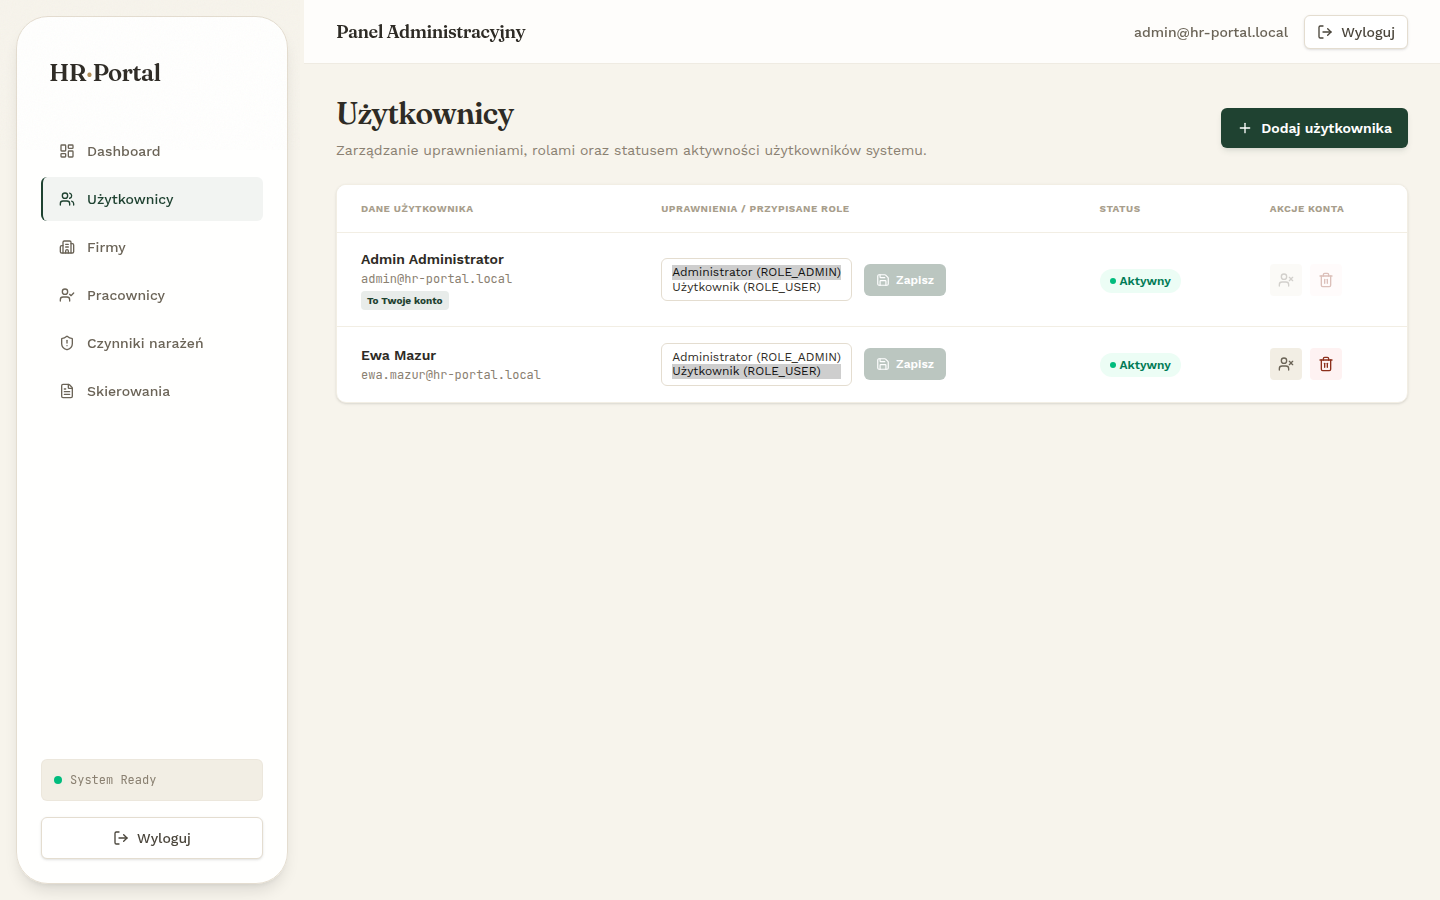 HR·Portal
Dashboard
Użytkownicy
Firmy
Pracownicy
Czynniki narażeń
Skierowania
System Ready
Wyloguj
Panel Administracyjny
admin@hr-portal.local
Wyloguj
Użytkownicy
Zarządzanie uprawnieniami, rolami oraz statusem aktywności użytkowników systemu.
Dodaj użytkownika
DANE UŻYTKOWNIKA
UPRAWNIENIA / PRZYPISANE ROLE
STATUS
AKCJE KONTA
Admin Administrator
admin@hr-portal.local
To Twoje konto
Administrator (ROLE_ADMIN)
Użytkownik (ROLE_USER)
Zapisz
Aktywny
Ewa Mazur
ewa.mazur@hr-portal.local
Administrator (ROLE_ADMIN)
Użytkownik (ROLE_USER)
Zapisz
Aktywny